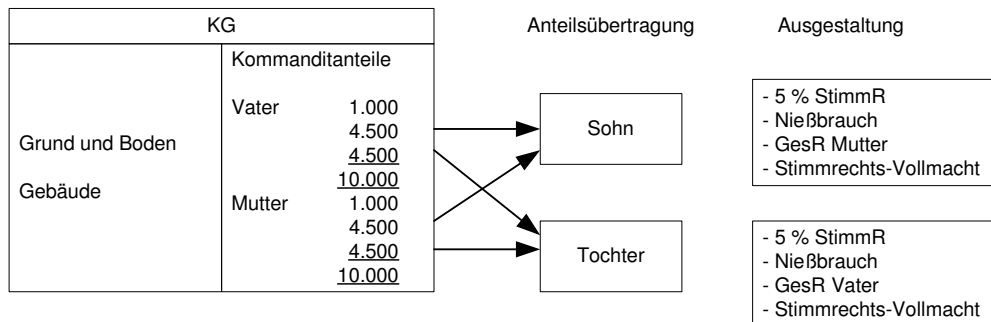 KG
Grund und Boden
Gebäude
Kommanditanteile
Vater 1.000
4.500
4.500
10.000
Mutter 1.000
4.500
4.500
10.000
Anteilsübertragung
Sohn
Tochter
Ausgestaltung
- 5 % StimmR
- Nießbrauch
- GesR Mutter
- Stimmrechts-Vollmacht
- 5 % StimmR
- Nießbrauch
- GesR Vater
- Stimmrechts-Vollmacht